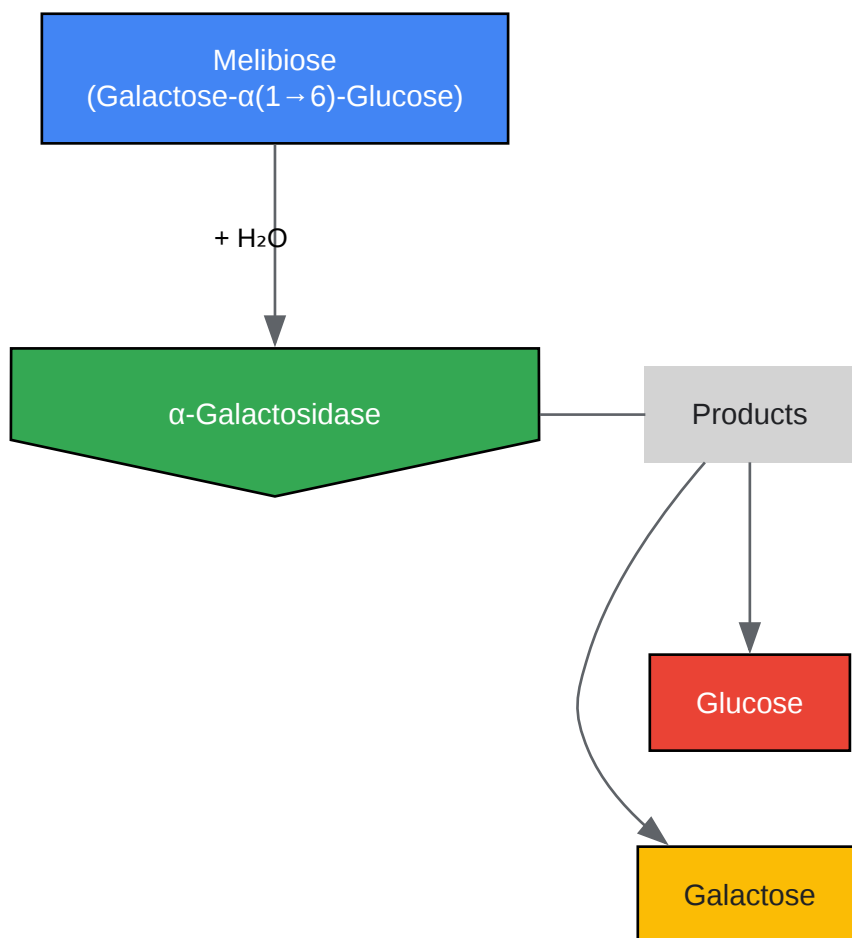 Melibiose
(Galactose-α(1→6)-Glucose)
+ H₂O
α-Galactosidase
Products
Glucose
Galactose